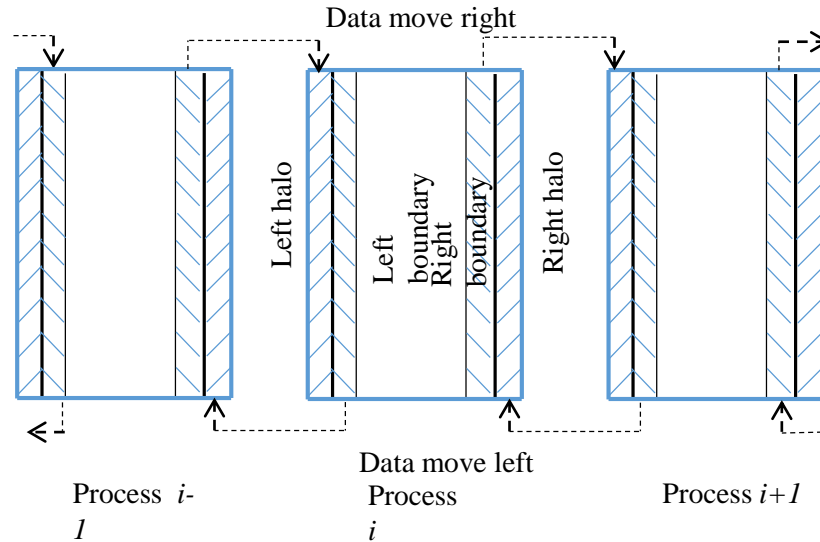 Data move right
Left halo
Left
boundary
Right
boundary
Right halo
Data move left
Process i-
1
Process
i
Process i+1